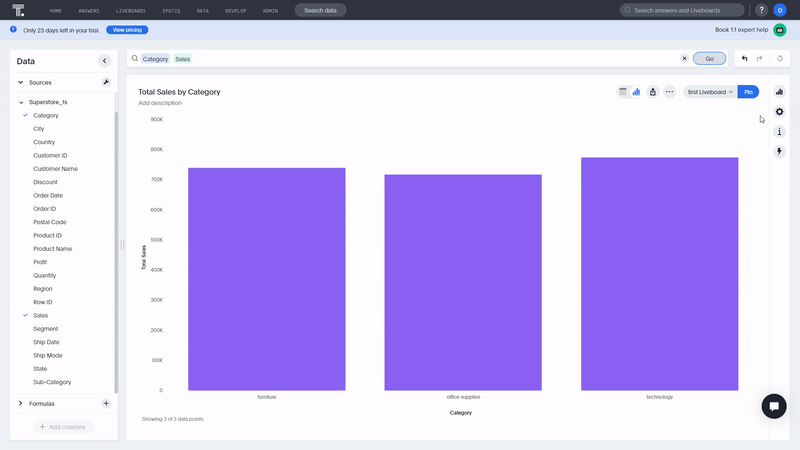 HOME ANSWERS LIVEBOARDS SPOTIQ DATA DEVELOP ADMIN Search data Search answers and Liveboards ? D
Only 23 days left in your trial. View pricing Book 1:1 expert help
Data
Category Sales Go
Sources
Superstore_1s
Category
City
Country
Customer ID
Customer Name
Discount
Order Date
Order ID
Postal Code
Product ID
Product Name
Profit
Quantity
Region
Row ID
Sales
Segment
Ship Date
Ship Mode
State
Sub-Category
Formulas
Add columns
Total Sales by Category
Add description
first Liveboard Pin
900K
800K
700K
600K
500K
400K
300K
200K
100K
0
Total Sales
furniture office supplies technology
Category
Showing 3 of 3 data points